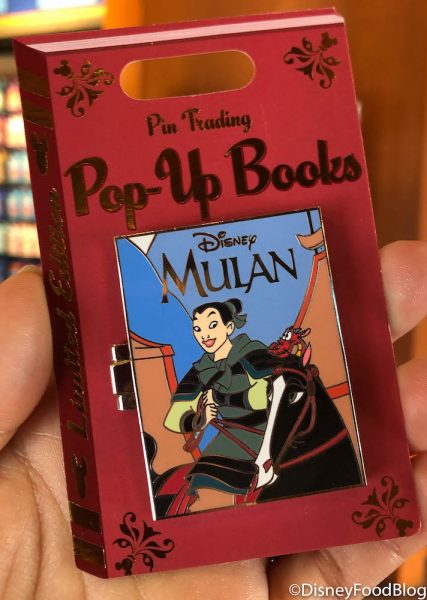 Pin Trading
Pop-Up Books
Disney
MULAN
Limited Edition
©DisneyFoodBlog